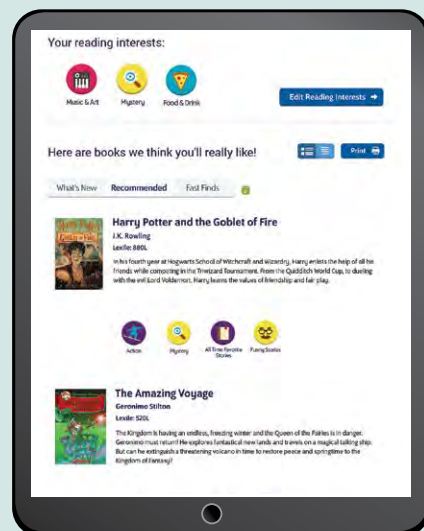 Your reading interests:
Music & Art
Mystery
Food & Drink
Edit Reading Interests
Here are books we think you'll really like!
Print
What's New
Recommended
Fast Finds
Harry Potter and the Goblet of Fire
J.K. Rowling
Lexile: 880L
In his fourth year at Hogwarts School of Witchcraft and Wizardry, Harry enlists the help of all his
friends while competing in the Triwizard Tournament. From the Quidditch World Cup, to dueling
with the evil Lord Voldemort, Harry learns the values of friendship and fair play.
Action
Mystery
All Time Favorite
Stories
Funny Stories
The Amazing Voyage
Geronimo Stilton
Lexile: 520L
The Kingdom is having an endless, freezing winter and the Queen of the Fairies is in danger.
Geronimo must return! He explores fantastical new lands and travels on a magical talking ship.
But can he extinguish a threatening volcano in time to restore peace and springtime to the
Kingdom of Fantasy?